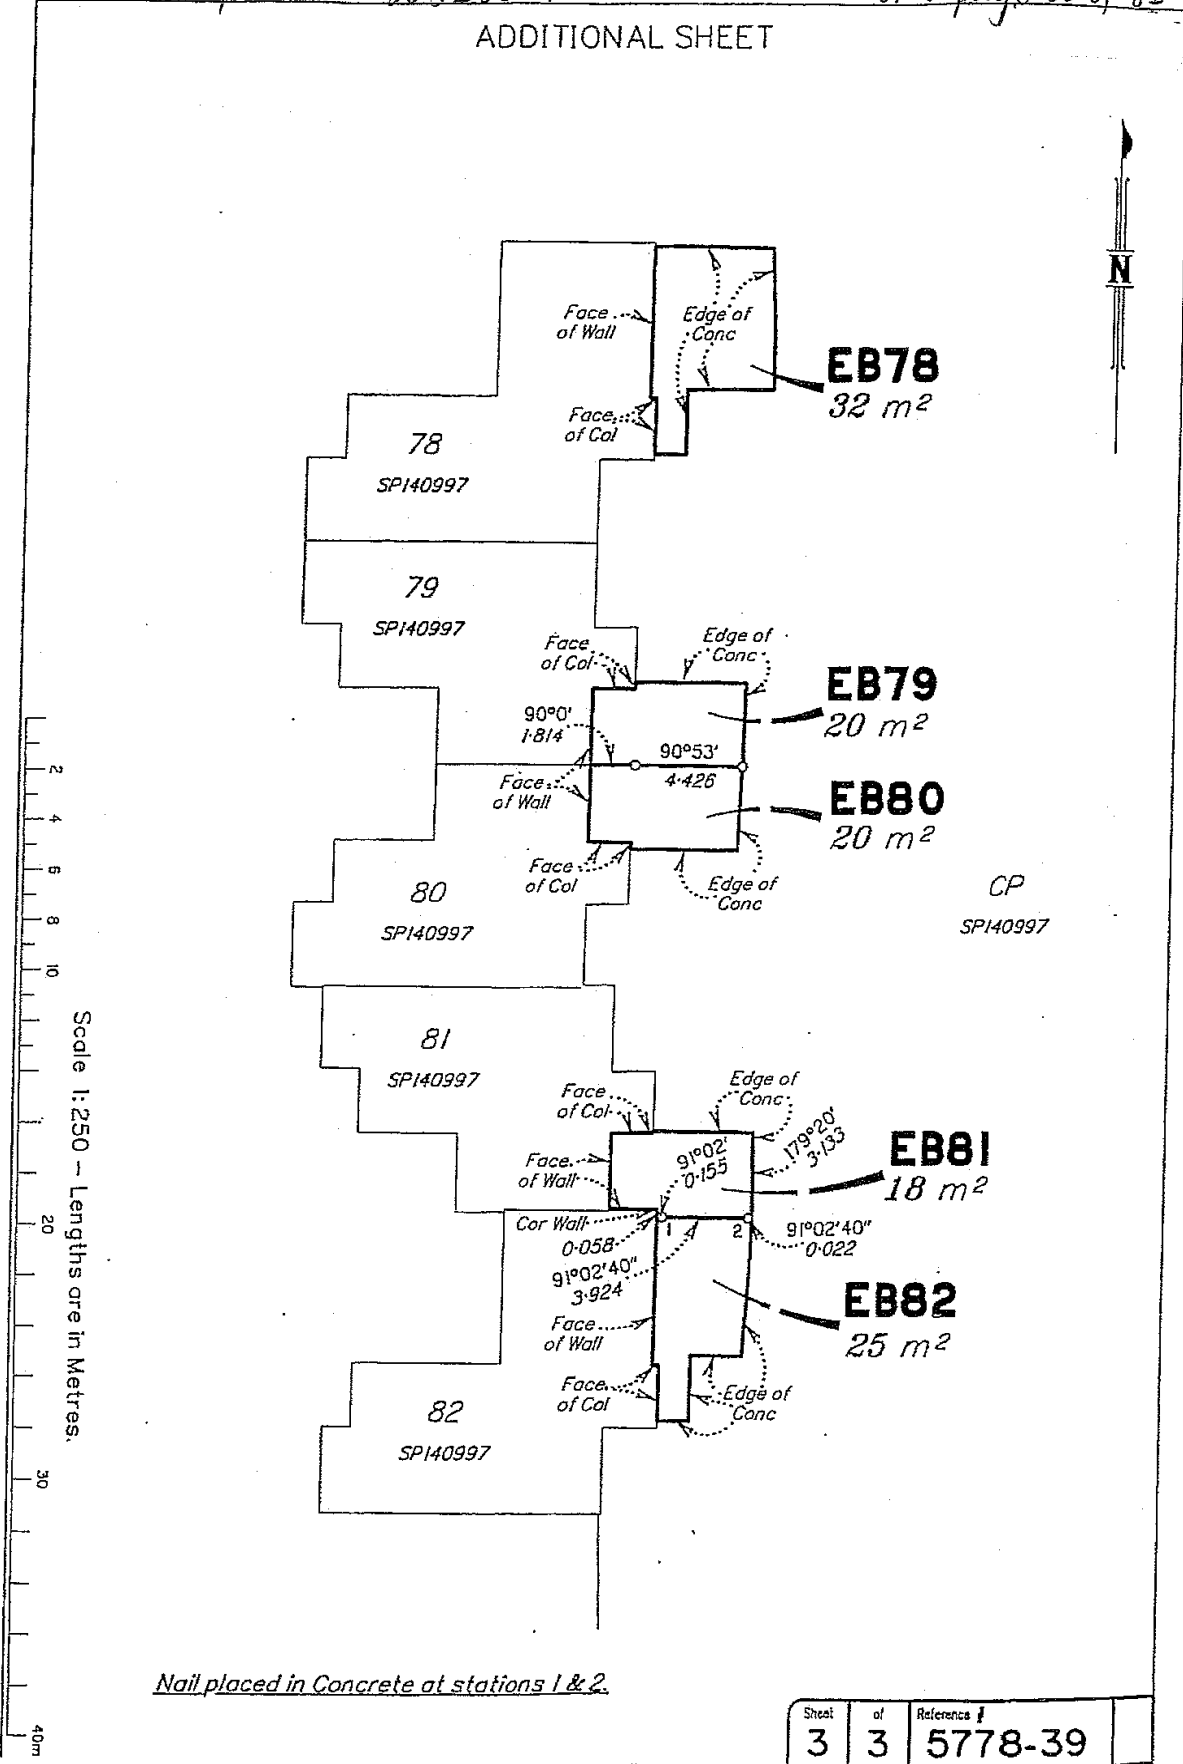 ADDITIONAL SHEET
N
Face
of Wall
Edge of
Conc
EB78
32 m²
Face
of Col
78
SP140997
79
SP140997
Face
of Col
Edge of
Conc
EB79
20 m²
90°0'
1·814
90°53'
4·426
Face
of Wall
EB80
20 m²
Face
of Col
Edge of
Conc
80
SP140997
CP
SP140997
81
SP140997
Face
of Col
Edge of
Conc
179°20'
3·133
91°02'
0·155
EB81
18 m²
Face
of Wall
Cor Wall
0·058
1
2
91°02'40"
0·022
91°02'40"
3·924
EB82
25 m²
Face
of Wall
Face
of Col
Edge of
Conc
82
SP140997
2
4
6
8
10
20
30
40m
Scale 1:250 – Lengths are in Metres.
Nail placed in Concrete at stations 1 & 2.
Sheet
3
of
3
Reference
5778-39